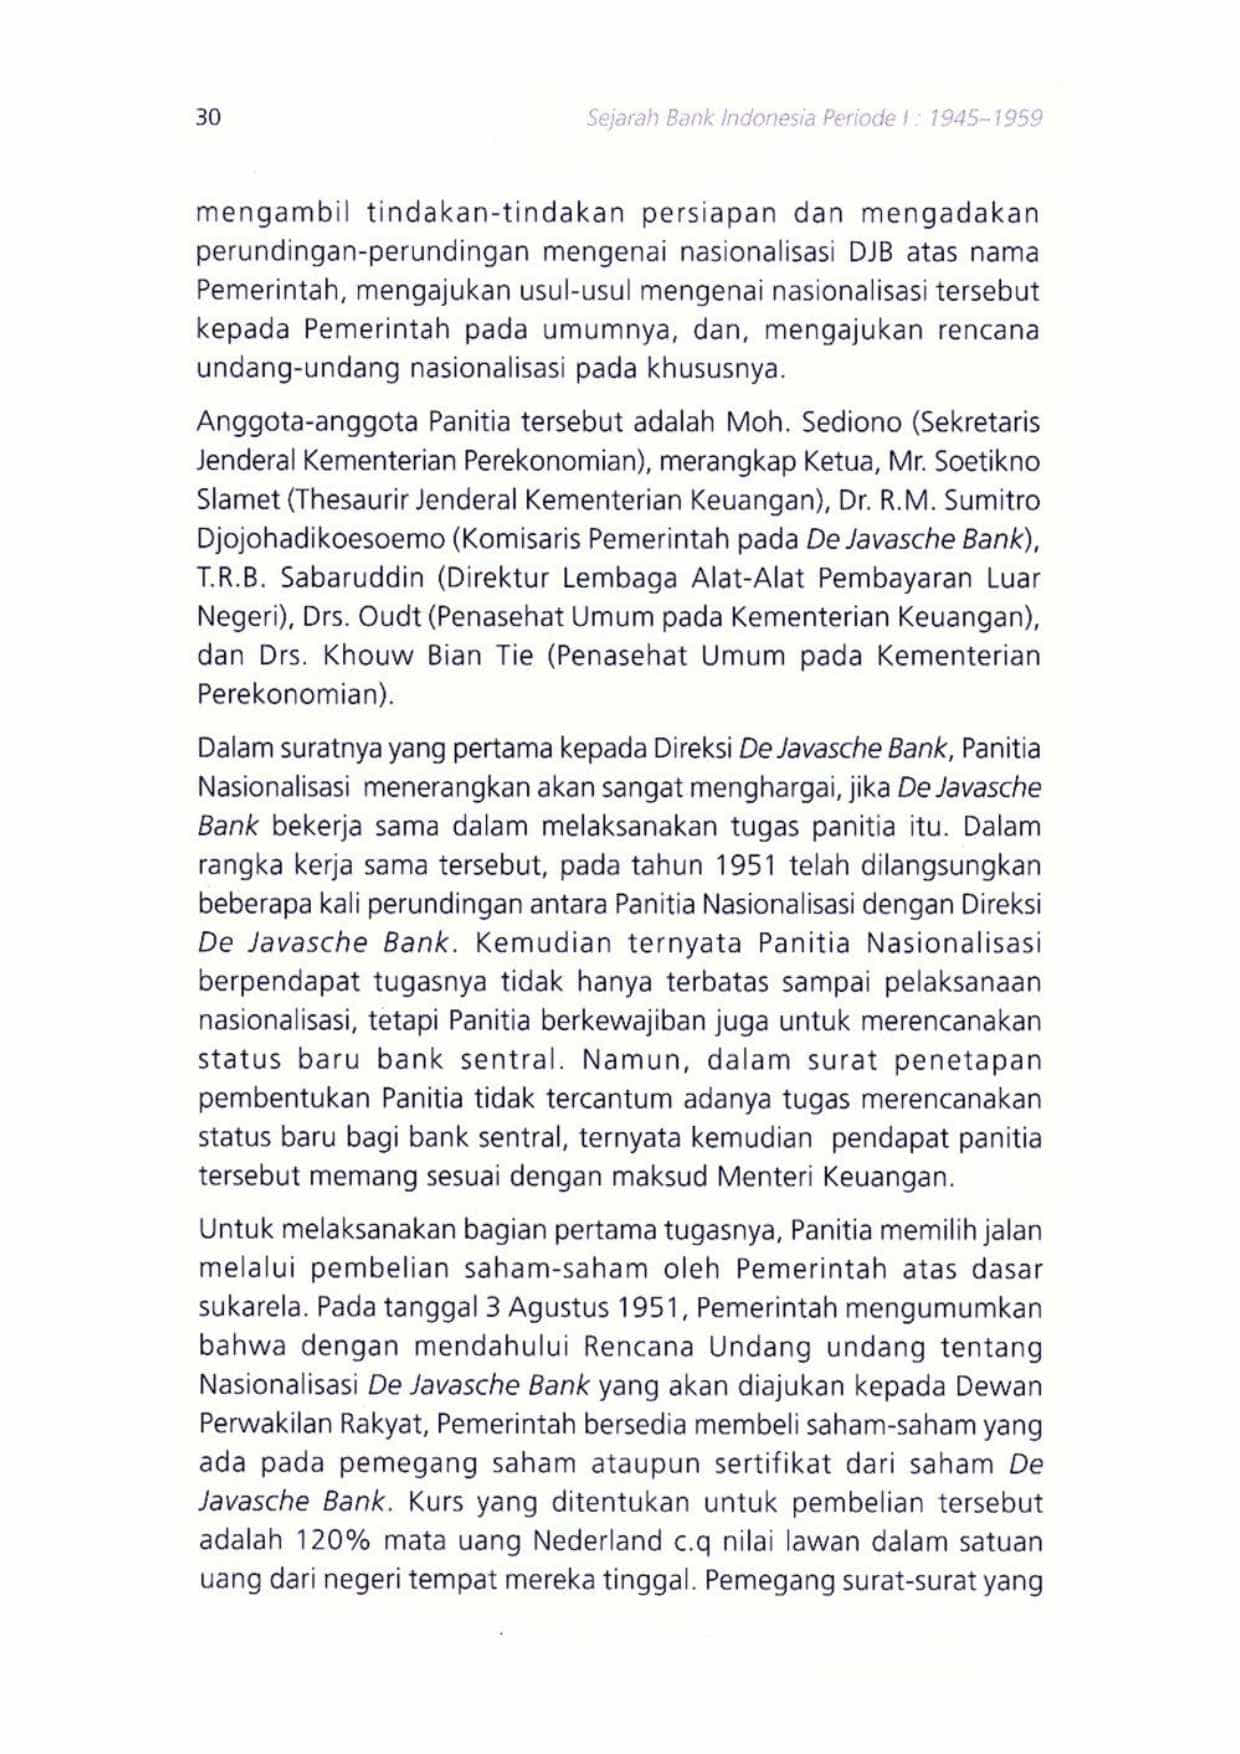 30
Sejarah Bank Indonesia Periode I : 1945–1959
mengambil tindakan-tindakan persiapan dan mengadakan
perundingan-perundingan mengenai nasionalisasi DJB atas nama
Pemerintah, mengajukan usul-usul mengenai nasionalisasi tersebut
kepada Pemerintah pada umumnya, dan, mengajukan rencana
undang-undang nasionalisasi pada khususnya.
Anggota-anggota Panitia tersebut adalah Moh. Sediono (Sekretaris
Jenderal Kementerian Perekonomian), merangkap Ketua, Mr. Soetikno
Slamet (Thesaurir Jenderal Kementerian Keuangan), Dr. R.M. Sumitro
Djojohadikoesoemo (Komisaris Pemerintah pada De Javasche Bank),
T.R.B. Sabaruddin (Direktur Lembaga Alat-Alat Pembayaran Luar
Negeri), Drs. Oudt (Penasehat Umum pada Kementerian Keuangan),
dan Drs. Khouw Bian Tie (Penasehat Umum pada Kementerian
Perekonomian).
Dalam suratnya yang pertama kepada Direksi De Javasche Bank, Panitia
Nasionalisasi menerangkan akan sangat menghargai, jika De Javasche
Bank bekerja sama dalam melaksanakan tugas panitia itu. Dalam
rangka kerja sama tersebut, pada tahun 1951 telah dilangsungkan
beberapa kali perundingan antara Panitia Nasionalisasi dengan Direksi
De Javasche Bank. Kemudian ternyata Panitia Nasionalisasi
berpendapat tugasnya tidak hanya terbatas sampai pelaksanaan
nasionalisasi, tetapi Panitia berkewajiban juga untuk merencanakan
status baru bank sentral. Namun, dalam surat penetapan
pembentukan Panitia tidak tercantum adanya tugas merencanakan
status baru bagi bank sentral, ternyata kemudian pendapat panitia
tersebut memang sesuai dengan maksud Menteri Keuangan.
Untuk melaksanakan bagian pertama tugasnya, Panitia memilih jalan
melalui pembelian saham-saham oleh Pemerintah atas dasar
sukarela. Pada tanggal 3 Agustus 1951, Pemerintah mengumumkan
bahwa dengan mendahului Rencana Undang undang tentang
Nasionalisasi De Javasche Bank yang akan diajukan kepada Dewan
Perwakilan Rakyat, Pemerintah bersedia membeli saham-saham yang
ada pada pemegang saham ataupun sertifikat dari saham De
Javasche Bank. Kurs yang ditentukan untuk pembelian tersebut
adalah 120% mata uang Nederland c.q nilai lawan dalam satuan
uang dari negeri tempat mereka tinggal. Pemegang surat-surat yang